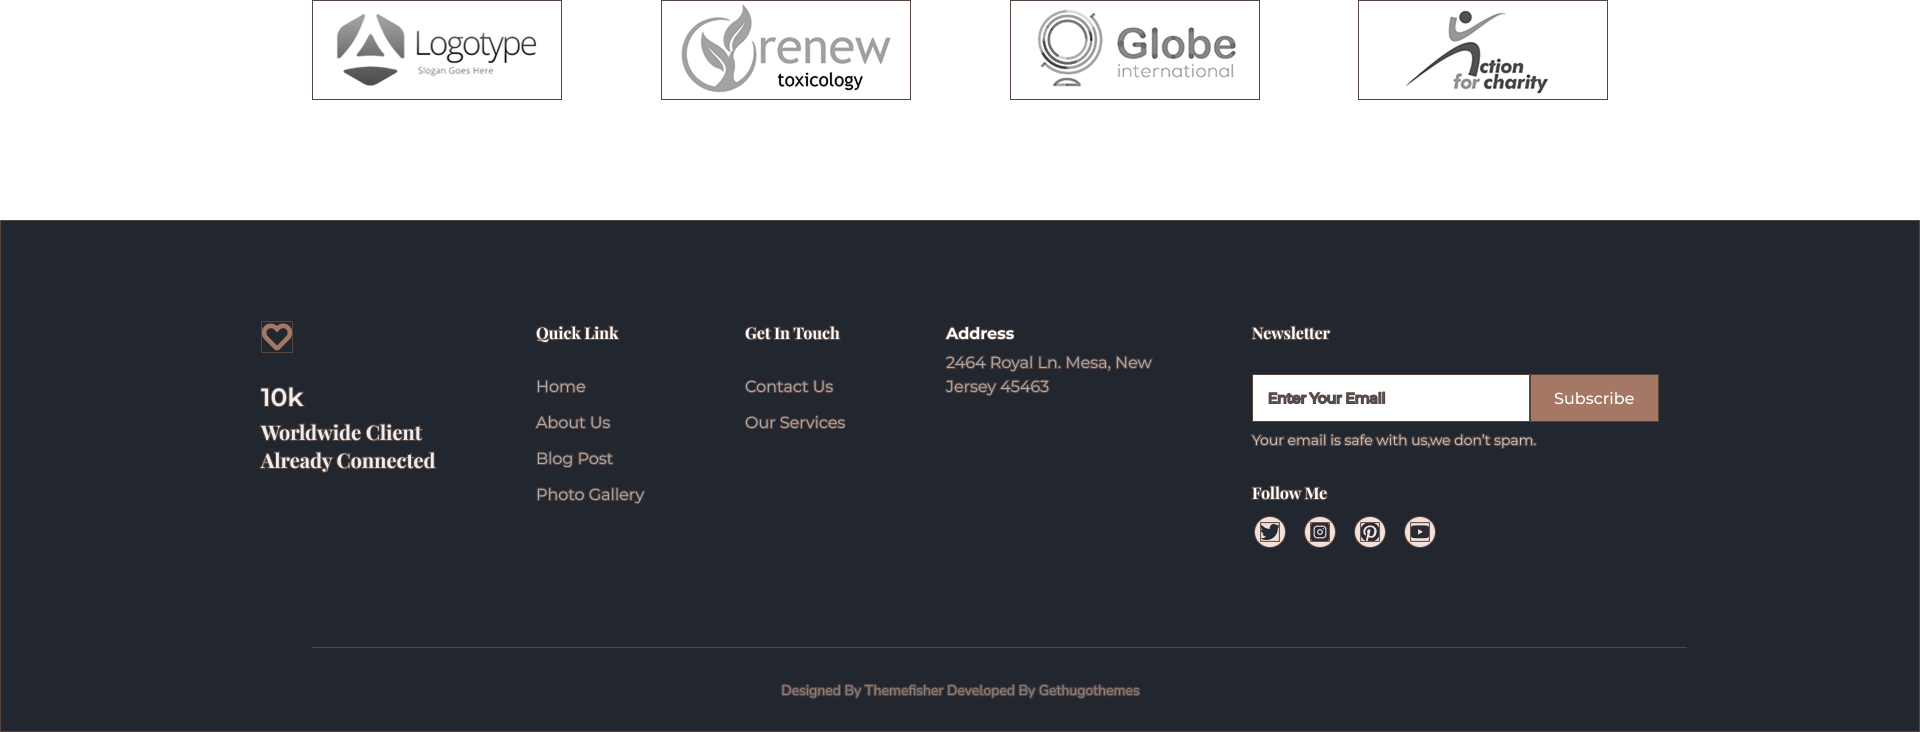 Logotype
Slogan Goes Here
renew
toxicology
Globe
international
ction
for charity
10k
Worldwide Client
Already Connected
Quick Link
Home
About Us
Blog Post
Photo Gallery
Get In Touch
Contact Us
Our Services
Address
2464 Royal Ln. Mesa, New
Jersey 45463
Newsletter
Enter Your Email
Subscribe
Your email is safe with us,we don’t spam.
Follow Me
Designed By Themefisher Developed By Gethugothemes